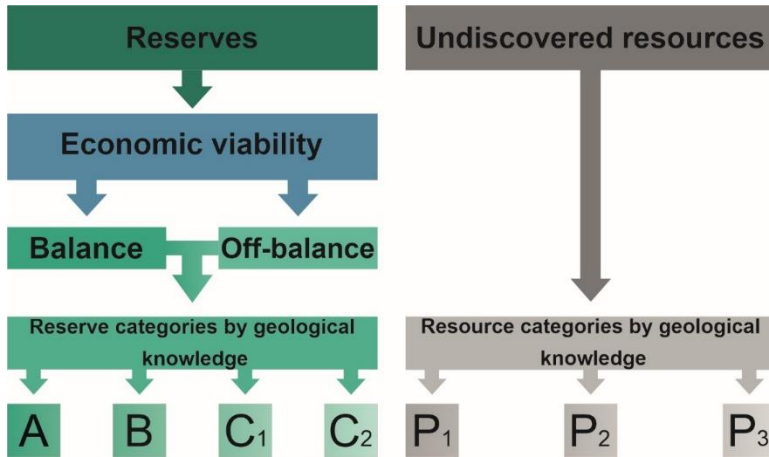 Reserves
Undiscovered resources
Economic viability
Balance
Off-balance
Reserve categories by geological
knowledge
Resource categories by geological
knowledge
A
B
C1
C2
P1
P2
P3